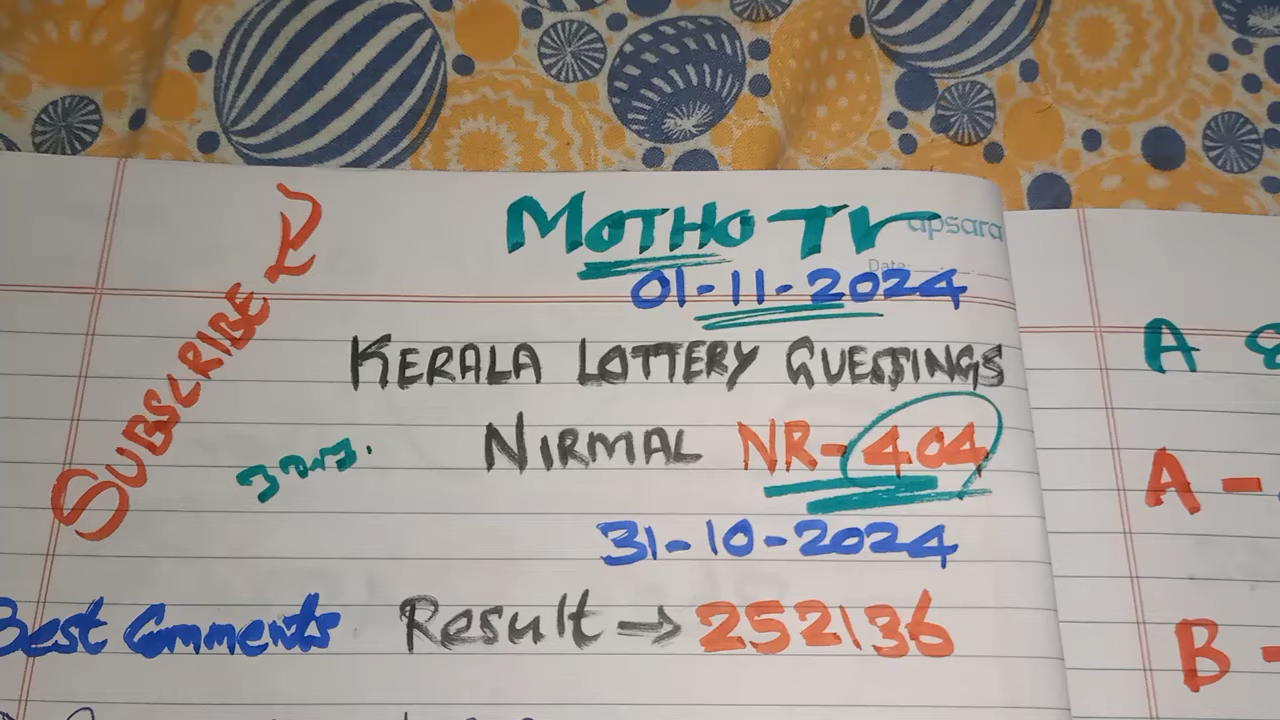 MOTHO TV
apsara
Date:
01-11-2024
SUBSCRIBE
KERALA LOTTERY GUESSINGS
NIRMAL NR-404
31-10-2024
Best Comments Result → 252136
A
A -
B -